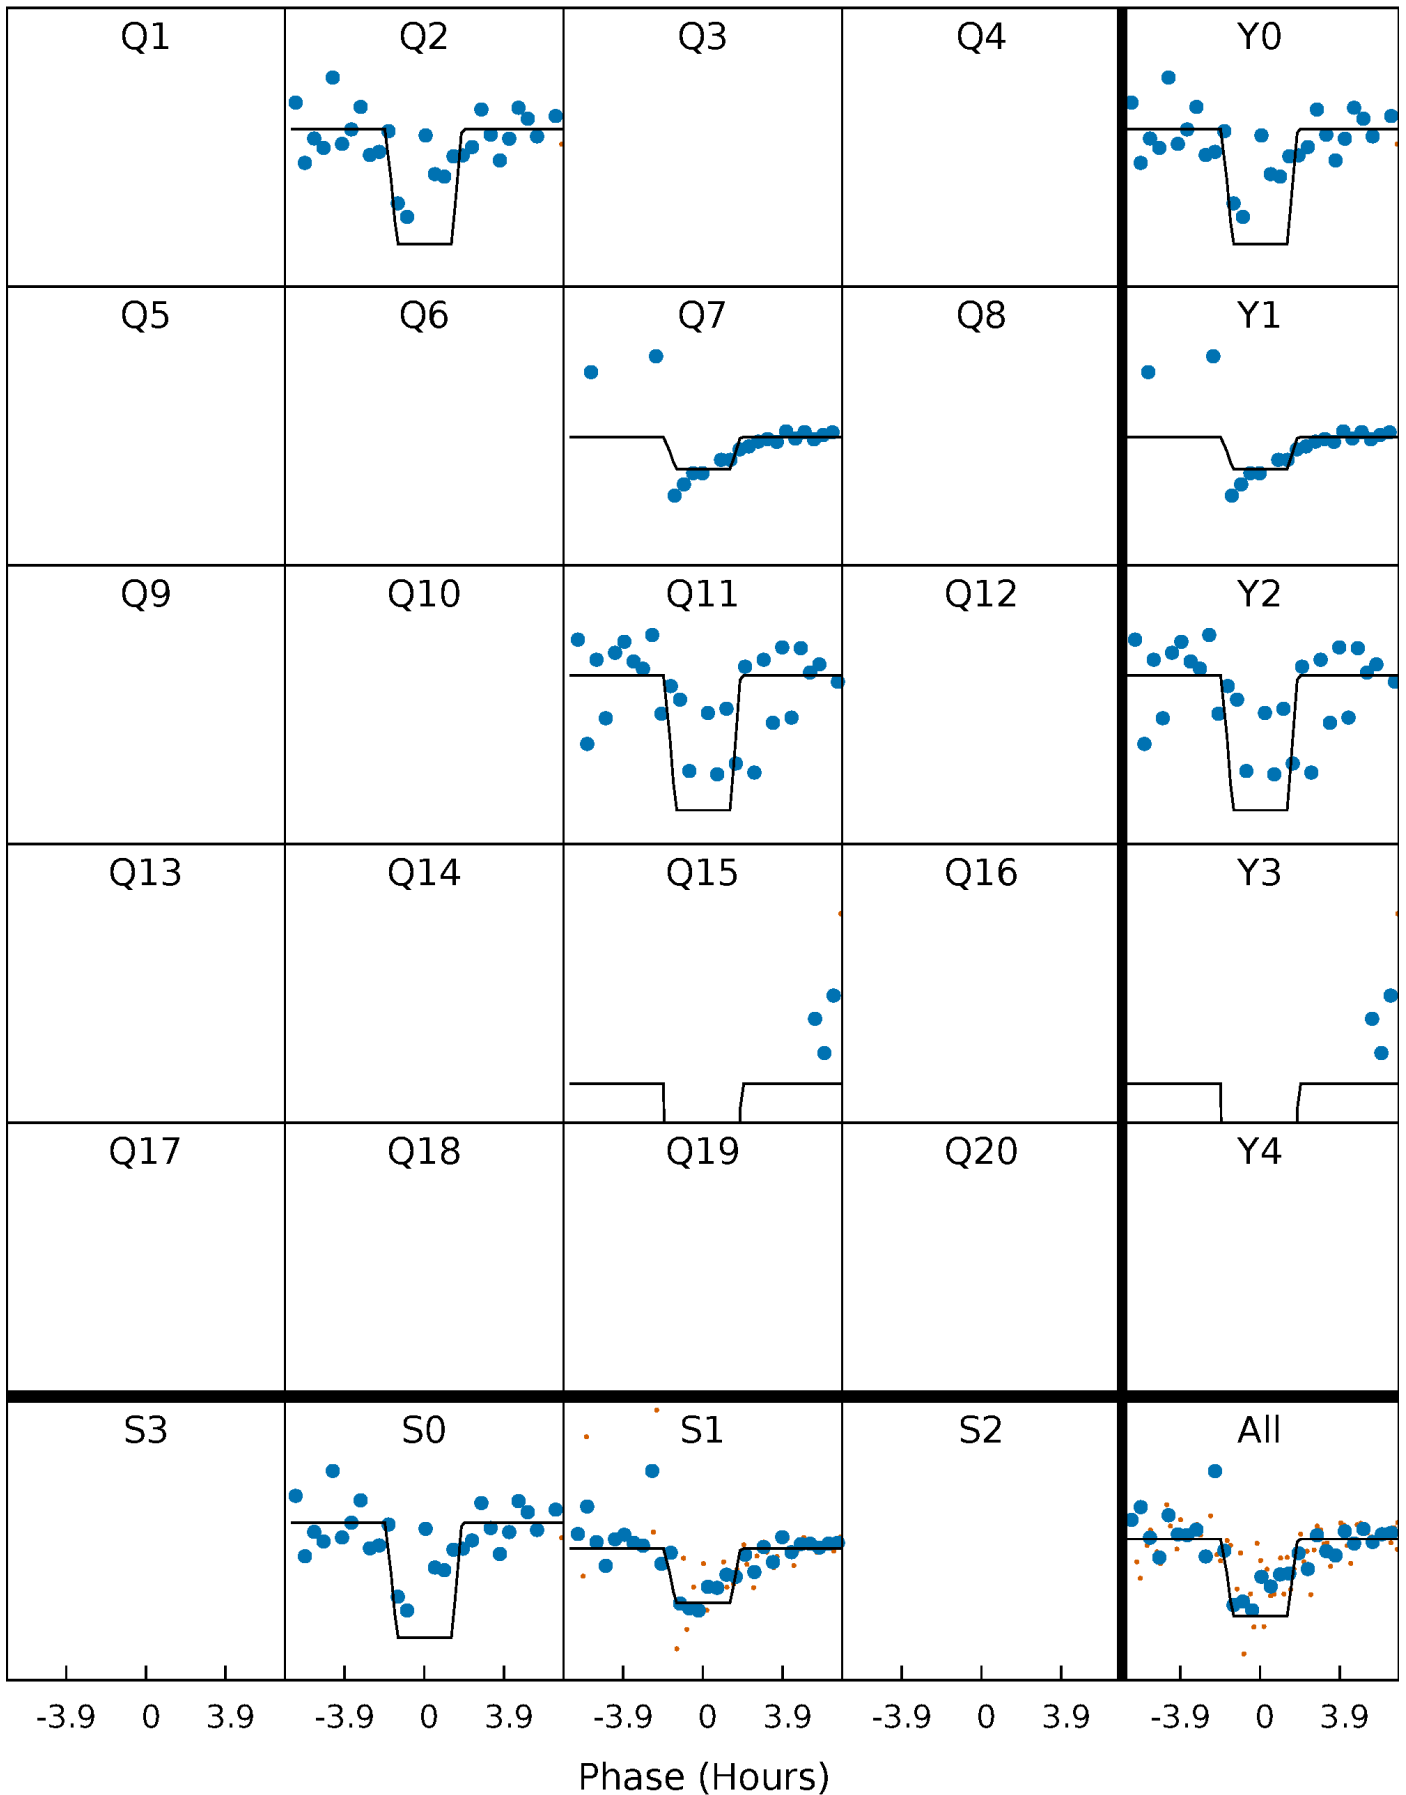 Q1 Q2 Q3 Q4 Y0
Q5 Q6 Q7 Q8 Y1
Q9 Q10 Q11 Q12 Y2
Q13 Q14 Q15 Q16 Y3
Q17 Q18 Q19 Q20 Y4
S3 S0 S1 S2 All
-3.9 0 3.9 -3.9 0 3.9 -3.9 0 3.9 -3.9 0 3.9 -3.9 0 3.9
Phase (Hours)